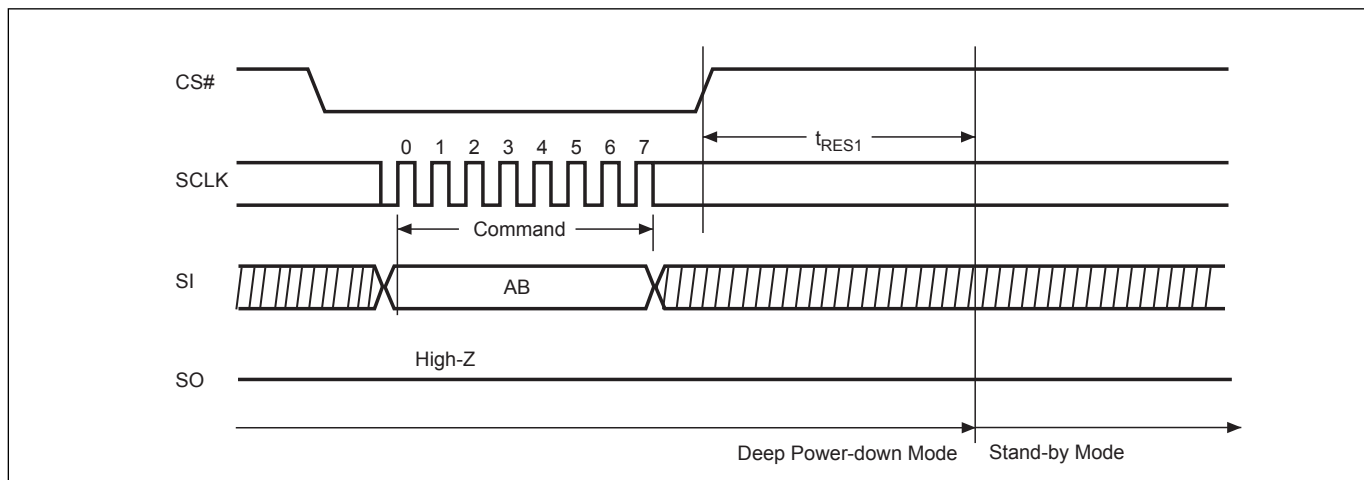 CS#
t_RES1
0 1 2 3 4 5 6 7
SCLK
Command
SI
AB
High-Z
SO
Deep Power-down Mode Stand-by Mode